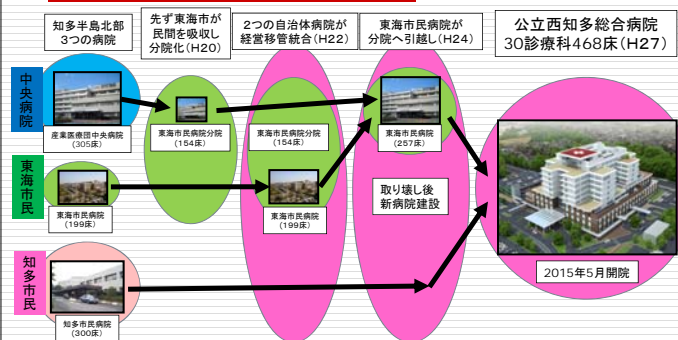 知多半島北部
3つの病院
先ず東海市が
民間を吸収し
分院化(H20)
2つの自治体病院が
経営移管統合(H22)
東海市民病院が
分院へ引越し(H24)
公立西知多総合病院
30診療科468床(H27)
中央病院
産業医療団中央病院
(305床)
東海市民病院分院
(154床)
東海市民病院分院
(154床)
東海市民病院
(257床)
東海市民
東海市民病院
(199床)
東海市民病院
(199床)
取り壊し後
新病院建設
2015年5月開院
知多市民
知多市民病院
(300床)